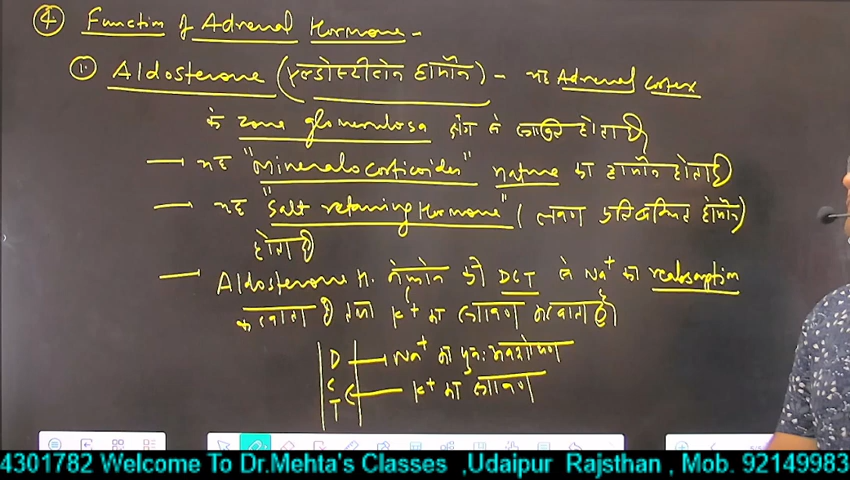 ④ Function of Adrenal Hormone -
① Aldosterone (एल्डोस्टीरोन हार्मोन) - यह Adrenal Cortex
के zona glomerulosa क्षेत्र से स्रावित होता है
— यह "Mineralocorticoides" nature का हार्मोन होता है
— यह "Salt retaining Hormone" (लवण हार्मोन)
होता है
— Aldosterone H. नेफ्रोन की DCT से Na⁺ का reabsorption
करवाता है तथा K⁺ का स्रावण करवाता है
D — Na⁺ का पुनः अवशोषण
C — K⁺ का स्रावण
T
4301782 Welcome To Dr.Mehta's Classes ,Udaipur Rajsthan , Mob. 92149983